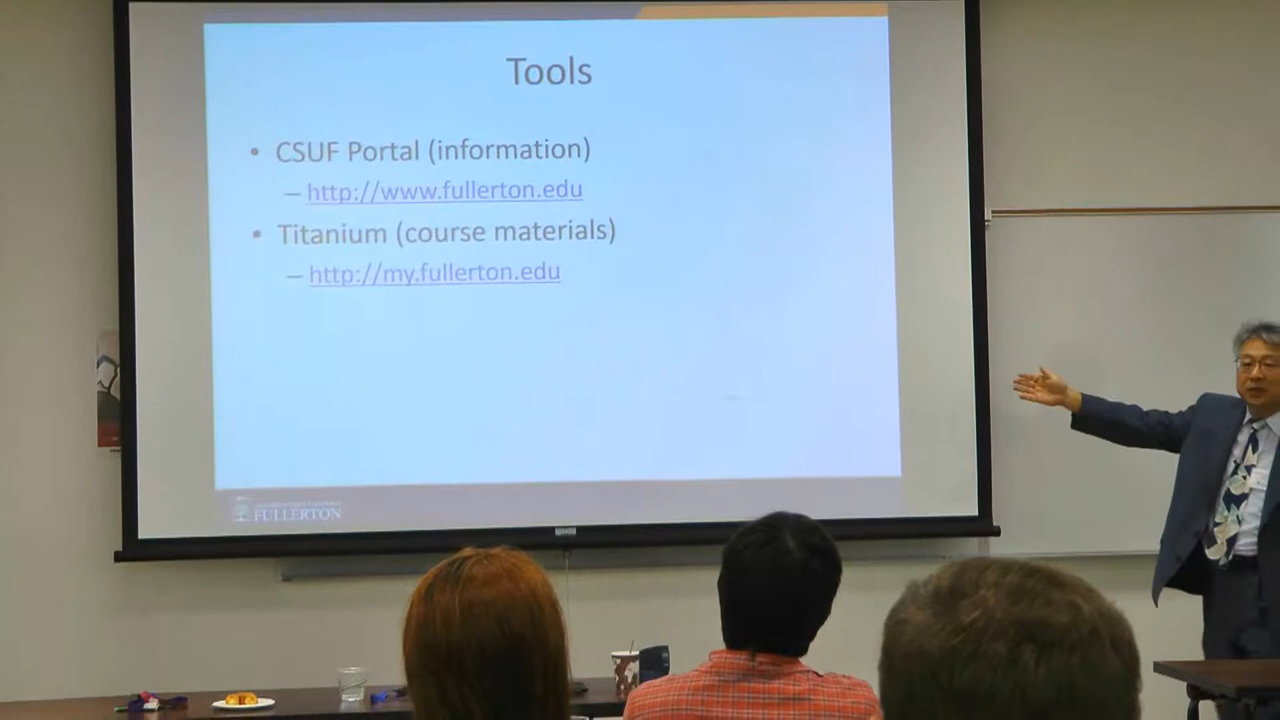 Tools
• CSUF Portal (information)
– http://www.fullerton.edu
• Titanium (course materials)
– http://my.fullerton.edu
FULLERTON